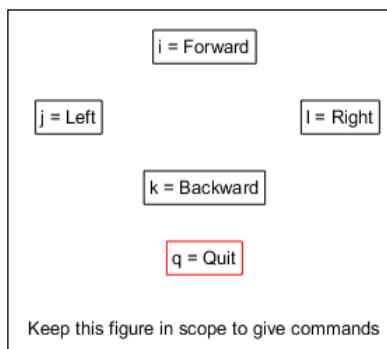 i = Forward
j = Left
l = Right
k = Backward
q = Quit
Keep this figure in scope to give commands